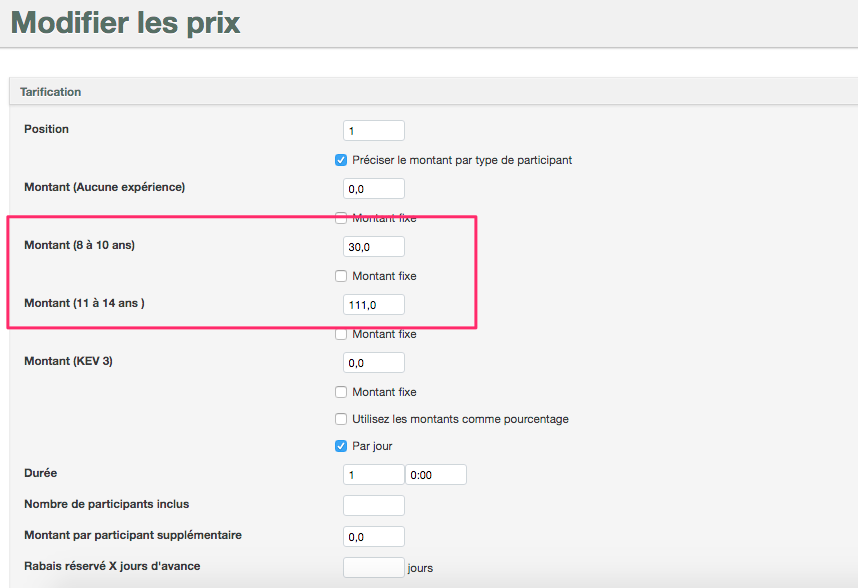 Modifier les prix
Tarification
Position 1
Préciser le montant par type de participant
Montant (Aucune expérience) 0,0
Montant fixe
Montant (8 à 10 ans) 30,0
Montant fixe
Montant (11 à 14 ans ) 111,0
Montant fixe
Montant (KEV 3) 0,0
Montant fixe
Utilisez les montants comme pourcentage
Par jour
Durée 1 0:00
Nombre de participants inclus
Montant par participant supplémentaire 0,0
Rabais réservé X jours d'avance jours